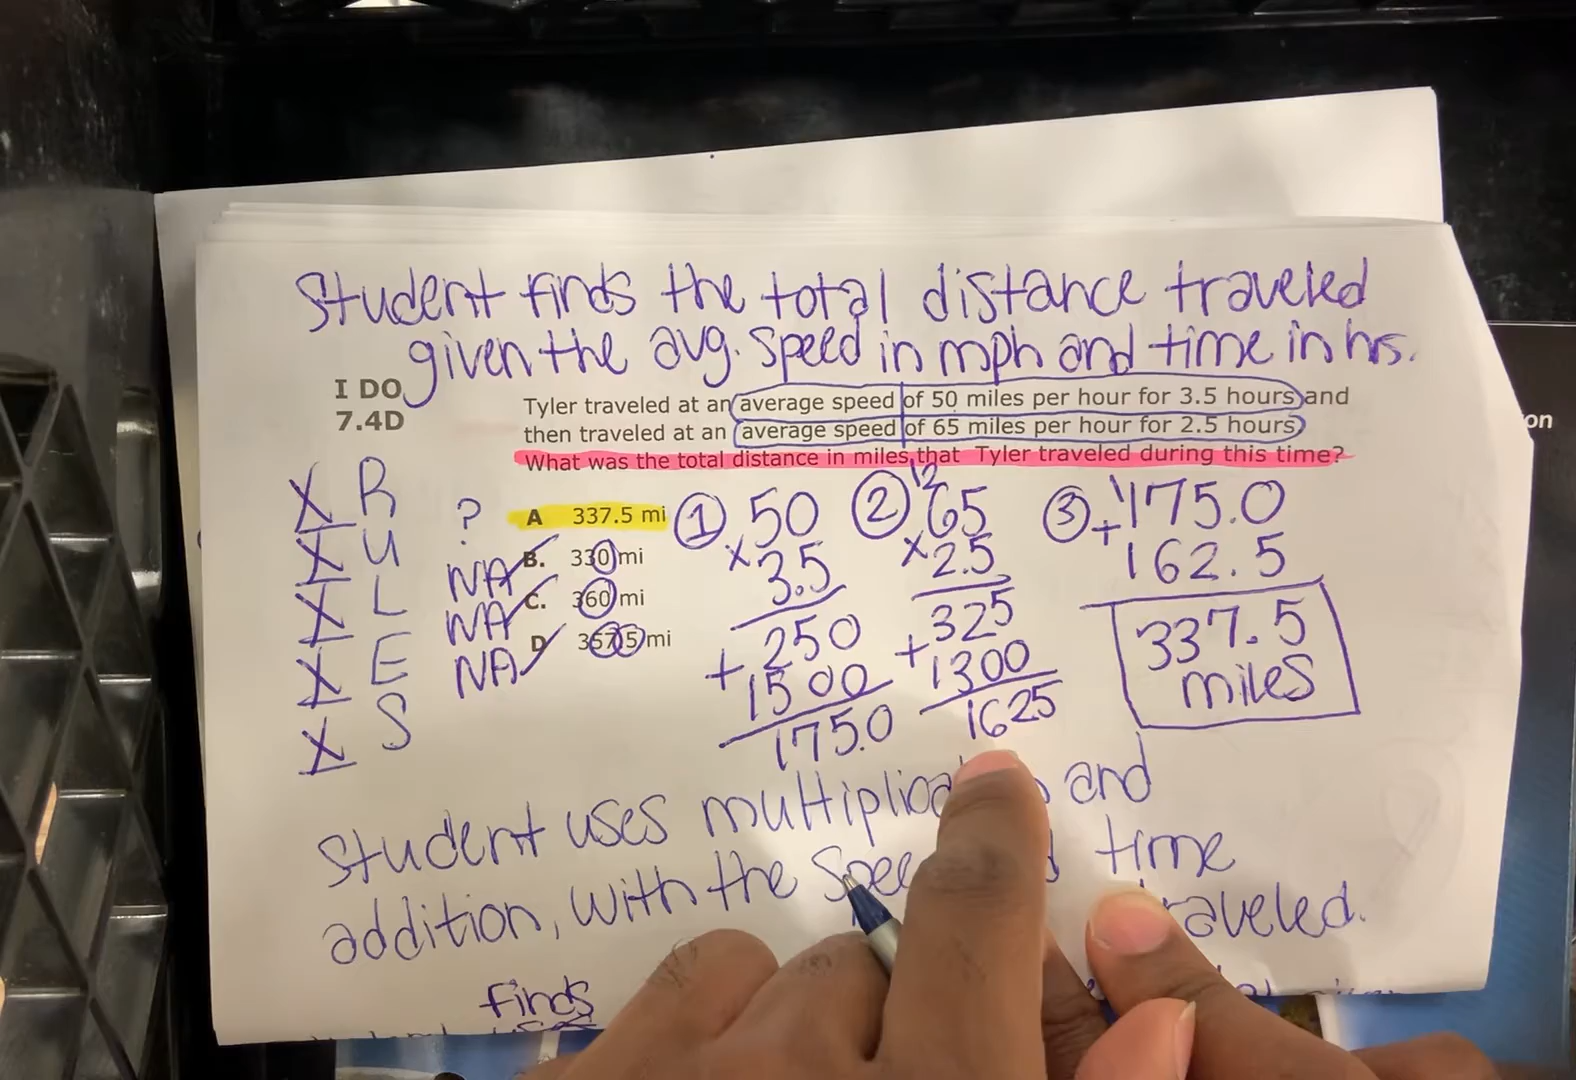 Student finds the total distance traveled
given the avg. speed in mph and time in hrs.
I DO
7.4D
Tyler traveled at an average speed of 50 miles per hour for 3.5 hours and
then traveled at an average speed of 65 miles per hour for 2.5 hours
What was the total distance in miles that Tyler traveled during this time?
X R
X U
X L
X E
X S
? A 337.5 mi
NA B. 330 mi
NA C. 360 mi
NA D 357.5 mi
① 50
× 3.5
250
+ 1500
175.0
② 12
65
× 2.5
325
+ 1300
1625
③ 1
175.0
+ 162.5
337.5
miles
Student uses and
addition, with the time
traveled.
finds
on